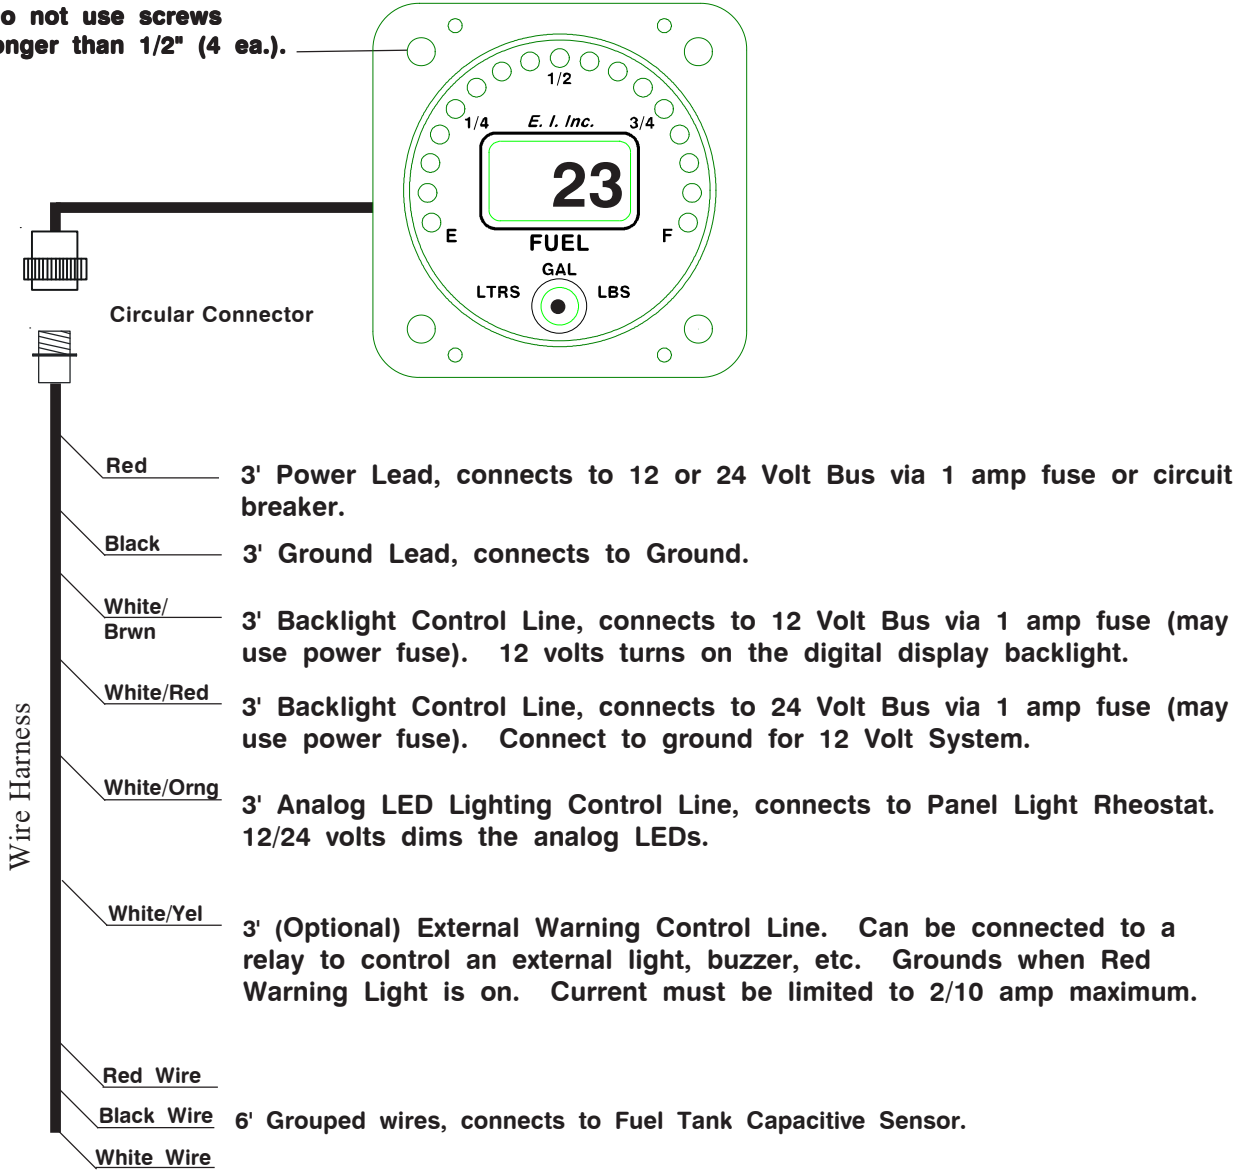 o not use screws
onger than 1/2" (4 ea.).
1/2
1/4 E. I. Inc. 3/4
23
E F
FUEL
GAL
LTRS LBS
Circular Connector
Red
3' Power Lead, connects to 12 or 24 Volt Bus via 1 amp fuse or circuit
breaker.
Black
3' Ground Lead, connects to Ground.
White/
Brwn
3' Backlight Control Line, connects to 12 Volt Bus via 1 amp fuse (may
use power fuse). 12 volts turns on the digital display backlight.
White/Red
3' Backlight Control Line, connects to 24 Volt Bus via 1 amp fuse (may
use power fuse). Connect to ground for 12 Volt System.
White/Orng
3' Analog LED Lighting Control Line, connects to Panel Light Rheostat.
12/24 volts dims the analog LEDs.
Wire Harness
White/Yel
3' (Optional) External Warning Control Line. Can be connected to a
relay to control an external light, buzzer, etc. Grounds when Red
Warning Light is on. Current must be limited to 2/10 amp maximum.
Red Wire
Black Wire
6' Grouped wires, connects to Fuel Tank Capacitive Sensor.
White Wire